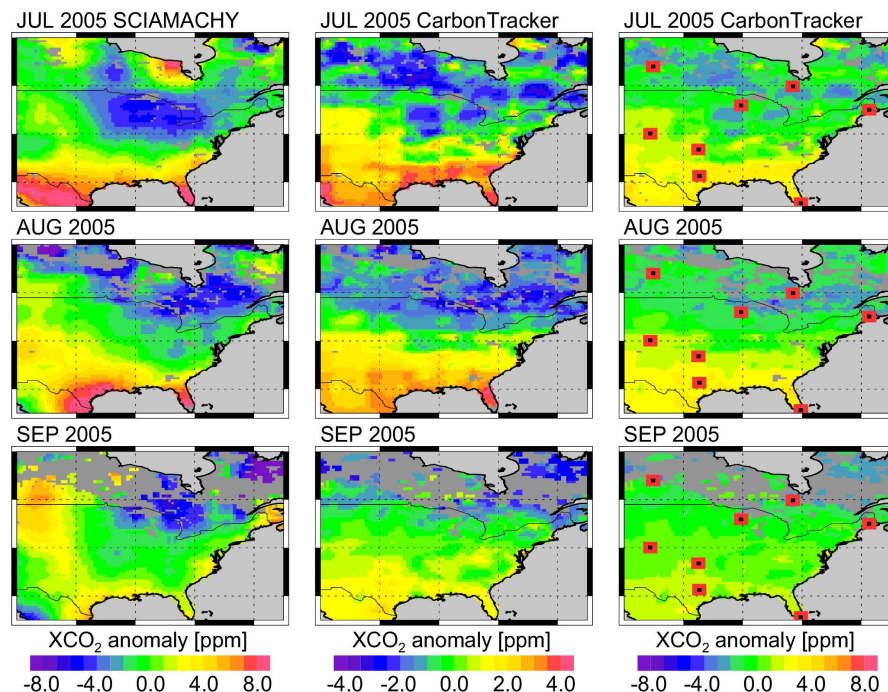 JUL 2005 SCIAMACHY
JUL 2005 CarbonTracker
JUL 2005 CarbonTracker
AUG 2005
AUG 2005
AUG 2005
SEP 2005
SEP 2005
SEP 2005
XCO₂ anomaly [ppm]
XCO₂ anomaly [ppm]
XCO₂ anomaly [ppm]
-8.0 -4.0 0.0 4.0 8.0
-4.0 -2.0 0.0 2.0 4.0
-8.0 -4.0 0.0 4.0 8.0